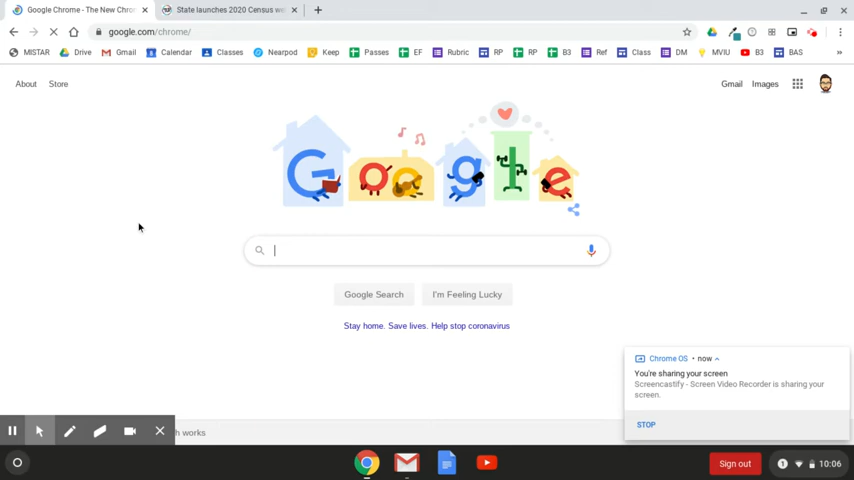 Google Chrome - The New Chrom
State launches 2020 Census we
google.com/chrome/
MISTAR Drive Gmail Calendar Classes Nearpod Keep Passes EF Rubric RP RP B3 Ref Class DM MVIU B3 BAS »
About Store Gmail Images
Google
Google Search I'm Feeling Lucky
Stay home. Save lives. Help stop coronavirus
Chrome OS • now
You're sharing your screen
Screencastify - Screen Video Recorder is sharing your
screen.
STOP
h works
Sign out 1 10:06